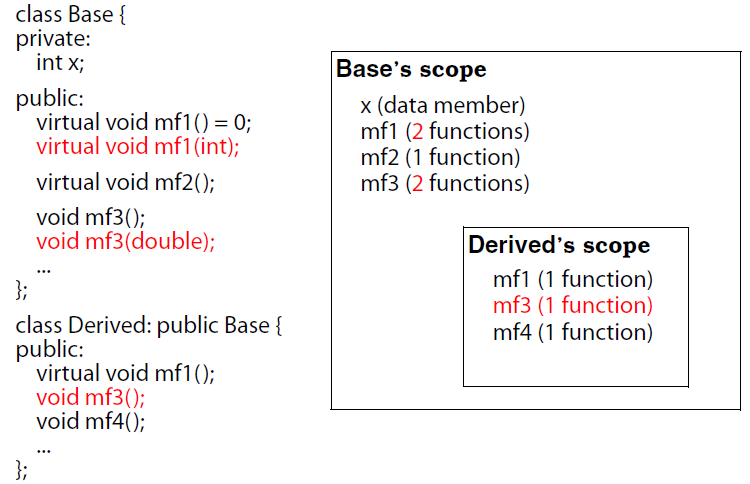 class Base {
private:
int x;
public:
virtual void mf1() = 0;
virtual void mf1(int);
virtual void mf2();
void mf3();
void mf3(double);
...
};
class Derived: public Base {
public:
virtual void mf1();
void mf3();
void mf4();
...
};
Base's scope
x (data member)
mf1 (2 functions)
mf2 (1 function)
mf3 (2 functions)
Derived's scope
mf1 (1 function)
mf3 (1 function)
mf4 (1 function)